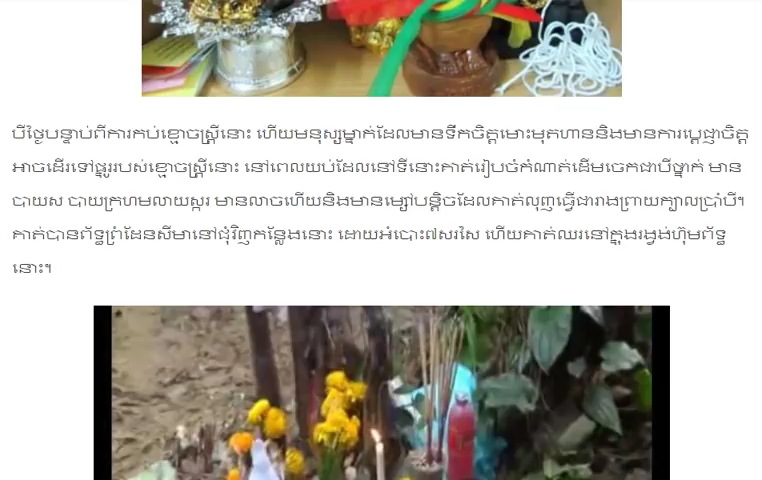 បីថ្ងៃបន្ទាប់ពីការកប់ខ្មោចស្ត្រីនោះ ហើយមនុស្សម្នាក់ដែលមានទឹកចិត្តមោះមុតហាននិងមានការប្តេជ្ញាចិត្ត
អាចដើរទៅផ្នូររបស់ខ្មោចស្ត្រីនោះ នៅពេលយប់ដែលនៅទីនោះគាត់រៀបចំកំណាត់ដើមចេកជាបីថ្នាក់ មាន
បាយស បាយក្រហមលាយស្ករ មានលាចហើយនិងមានម្សៅបន្តិចដែលគាត់លុញធ្វើជារាងព្រាយក្បាលប្រាំបី។
គាត់បានព័ទ្ធព្រំដែនសីមានៅជុំវិញកន្លែងនោះ ដោយអំបោះ៧សរសៃ ហើយគាត់ឈរនៅក្នុងរង្វង់ហ៊ុមព័ទ្ធ
នោះ។